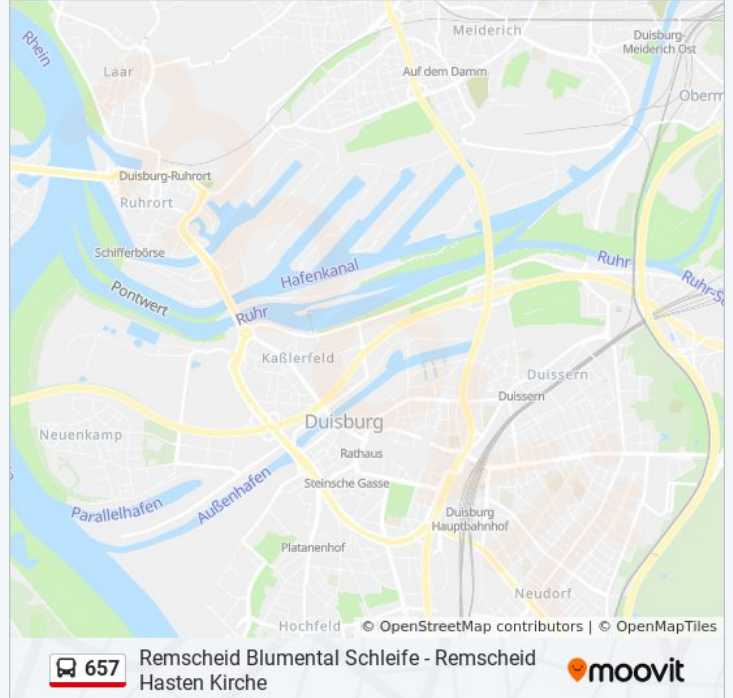 Rhein
Laar
Meiderich
Duisburg-
Meiderich Ost
Auf dem Damm
Oberm
Duisburg-Ruhrort
Ruhrort
Schifferbörse
Hafenkanal
Ruhr
Ruhr-S
Pontwert
Ruhr
Kaßlerfeld
Duissern
Duissern
Duisburg
Neuenkamp
Rathaus
Steinsche Gasse
Parallelhafen
Außenhafen
Duisburg
Hauptbahnhof
Platanenhof
Neudorf
Hochfeld
© OpenStreetMap contributors | © OpenMapTiles
657
Remscheid Blumental Schleife - Remscheid
Hasten Kirche
moovit